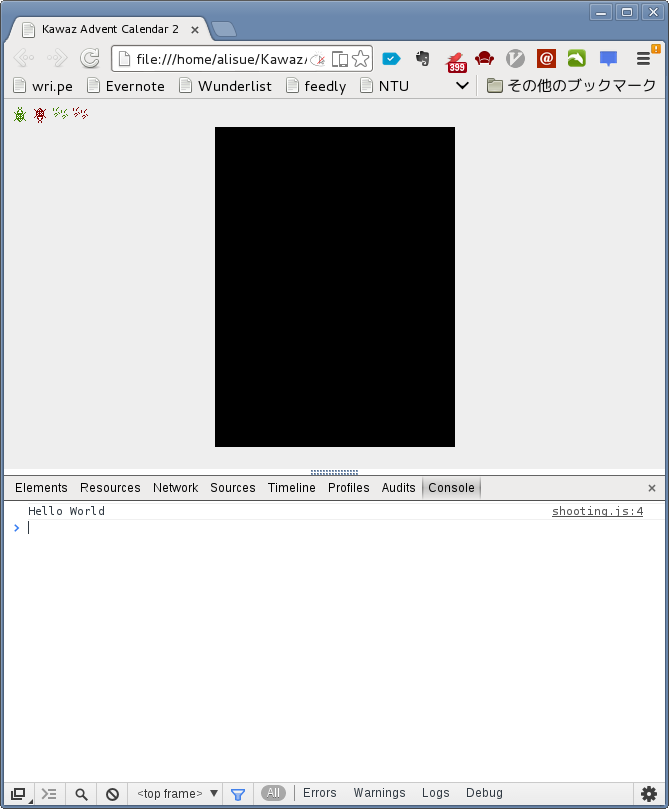 Kawaz Advent Calendar 2
file:///home/alisue/Kawaz/
399
wri.pe Evernote Wunderlist feedly NTU その他のブックマーク
Elements Resources Network Sources Timeline Profiles Audits Console
Hello World shooting.js:4
<top frame> All Errors Warnings Logs Debug